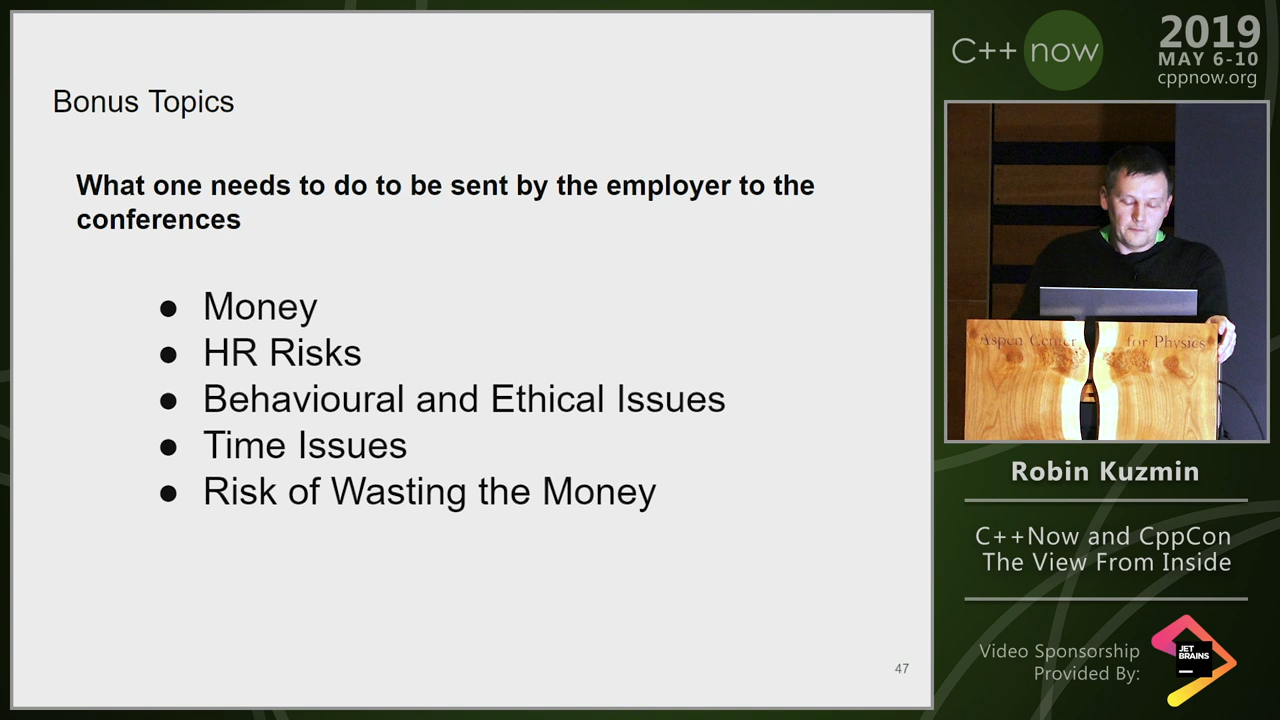 Bonus Topics
What one needs to do to be sent by the employer to the
conferences
● Money
● HR Risks
● Behavioural and Ethical Issues
● Time Issues
● Risk of Wasting the Money
47
C++ now
2019
MAY 6-10
cppnow.org
Aspen Center for Physics
Robin Kuzmin
C++Now and CppCon
The View From Inside
Video Sponsorship
Provided By:
JET
BRAINS